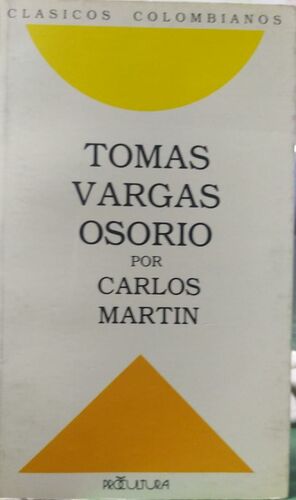 CLASICOS COLOMBIANOS
TOMAS
VARGAS
OSORIO
POR
CARLOS
MARTIN
PROCULTURA